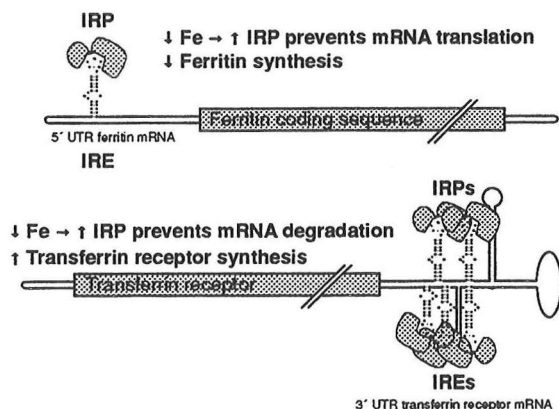 IRP
↓ Fe → ↑ IRP prevents mRNA translation
↓ Ferritin synthesis
Ferritin coding sequence
5´ UTR ferritin mRNA
IRE
IRPs
↓ Fe → ↑ IRP prevents mRNA degradation
↑ Transferrin receptor synthesis
Transferrin receptor
IREs
3´ UTR transferrin receptor mRNA